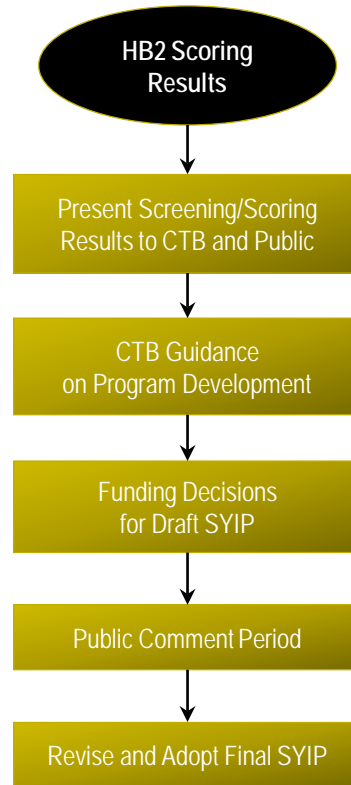 HB2 Scoring
Results
Present Screening/Scoring
Results to CTB and Public
CTB Guidance
on Program Development
Funding Decisions
for Draft SYIP
Public Comment Period
Revise and Adopt Final SYIP